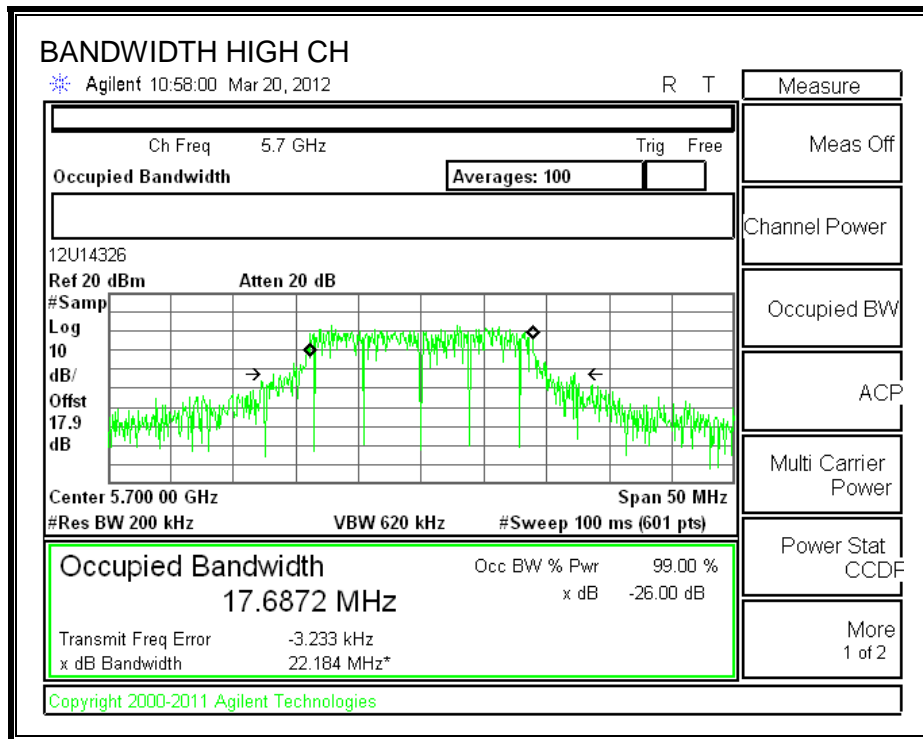 BANDWIDTH HIGH CH
Agilent 10:58:00 Mar 20, 2012 R T
Measure
Ch Freq 5.7 GHz Trig Free
Meas Off
Occupied Bandwidth Averages: 100
Channel Power
12U14326
Ref 20 dBm Atten 20 dB
#Samp
Log
10
dB/
Offst
17.9
dB
Occupied BW
ACP
Multi Carrier
Power
Center 5.700 00 GHz Span 50 MHz
#Res BW 200 kHz VBW 620 kHz #Sweep 100 ms (601 pts)
Power Stat
CCDF
Occupied Bandwidth Occ BW % Pwr 99.00 %
17.6872 MHz x dB -26.00 dB
Transmit Freq Error -3.233 kHz
x dB Bandwidth 22.184 MHz*
More
1 of 2
Copyright 2000-2011 Agilent Technologies